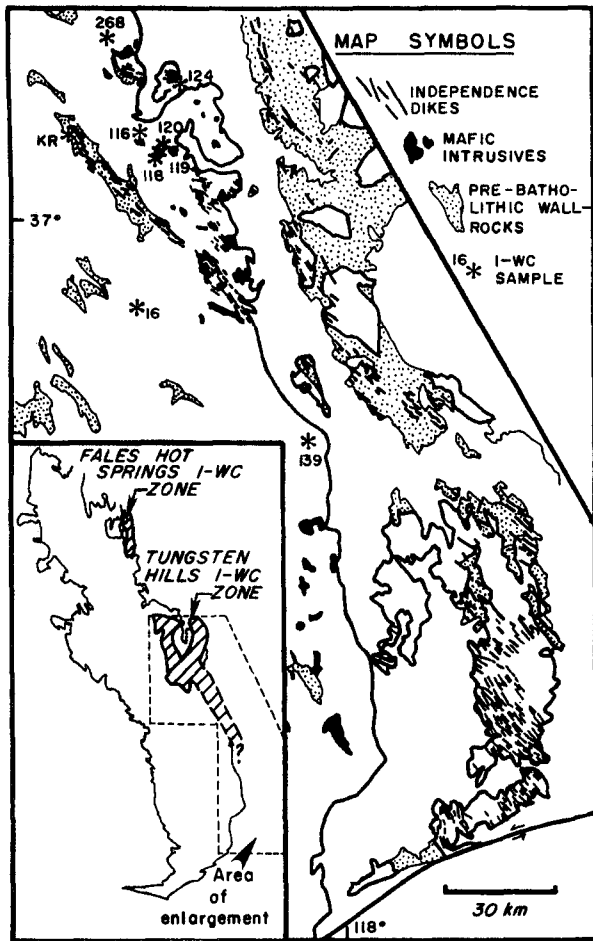 268
124
116
120
KR
118
119
37°
16
139
MAP SYMBOLS
INDEPENDENCE
DIKES
MAFIC
INTRUSIVES
PRE-BATHO-
LITHIC WALL
ROCKS
16
I-WC
SAMPLE
FALES HOT
SPRINGS I-WC
ZONE
TUNGSTEN
HILLS I-WC
ZONE
?
Area
of
enlargement
118°
30 km